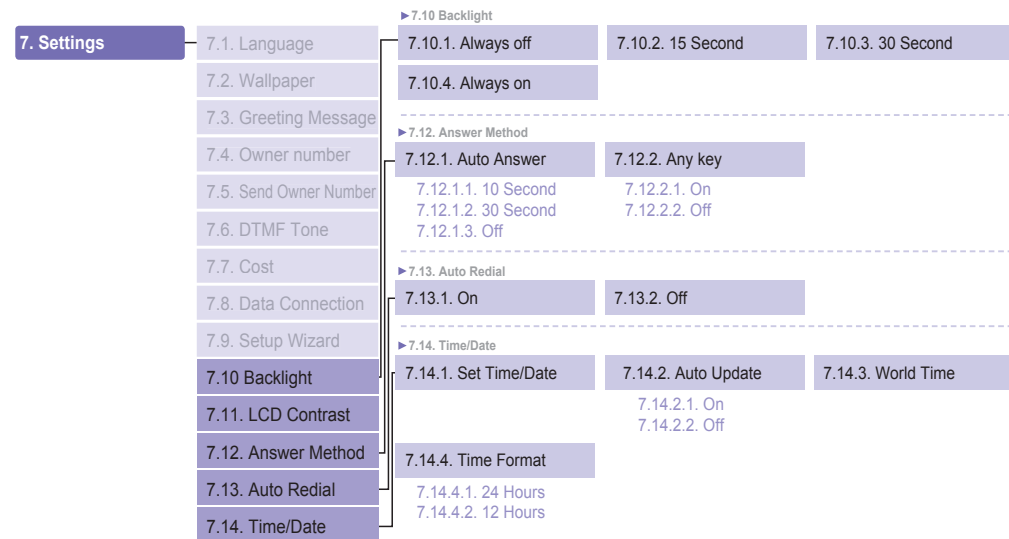 7. Settings
7.1. Language
7.2. Wallpaper
7.3. Greeting Message
7.4. Owner number
7.5. Send Owner Number
7.6. DTMF Tone
7.7. Cost
7.8. Data Connection
7.9. Setup Wizard
7.10 Backlight
7.11. LCD Contrast
7.12. Answer Method
7.13. Auto Redial
7.14. Time/Date
►7.10 Backlight
7.10.1. Always off 7.10.2. 15 Second 7.10.3. 30 Second
7.10.4. Always on
►7.12. Answer Method
7.12.1. Auto Answer 7.12.2. Any key
7.12.1.1. 10 Second 7.12.2.1. On
7.12.1.2. 30 Second 7.12.2.2. Off
7.12.1.3. Off
►7.13. Auto Redial
7.13.1. On 7.13.2. Off
►7.14. Time/Date
7.14.1. Set Time/Date 7.14.2. Auto Update 7.14.3. World Time
7.14.2.1. On
7.14.2.2. Off
7.14.4. Time Format
7.14.4.1. 24 Hours
7.14.4.2. 12 Hours